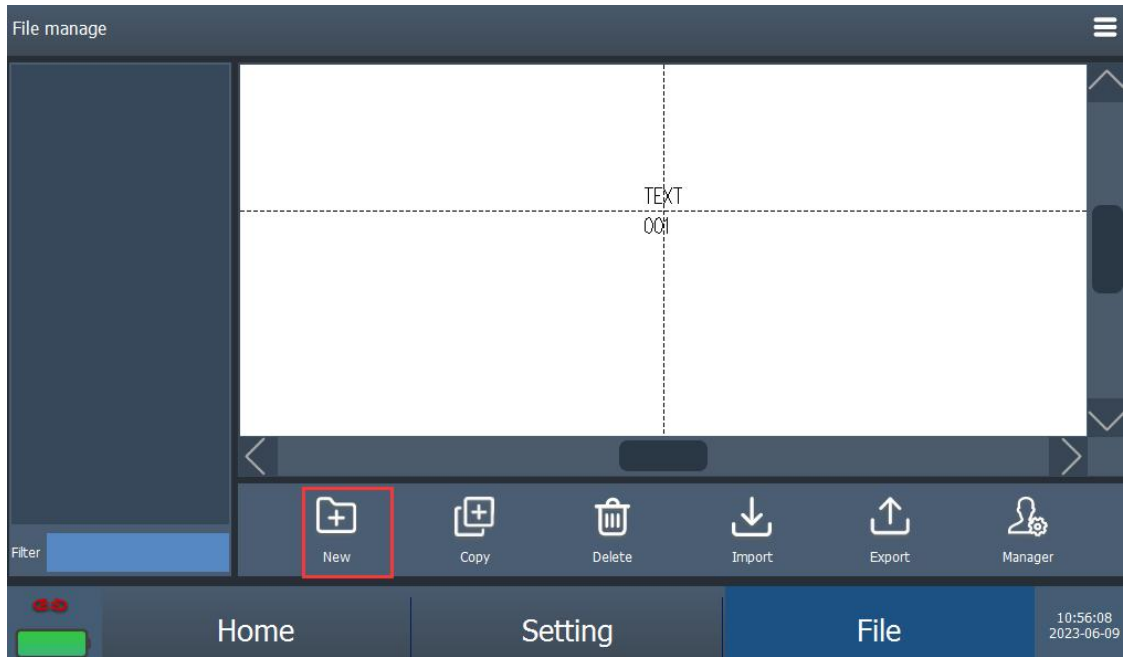 File manage
TEXT
001
New
Copy
Delete
Import
Export
Manager
Filter
Home
Setting
File
10:56:08
2023-06-09